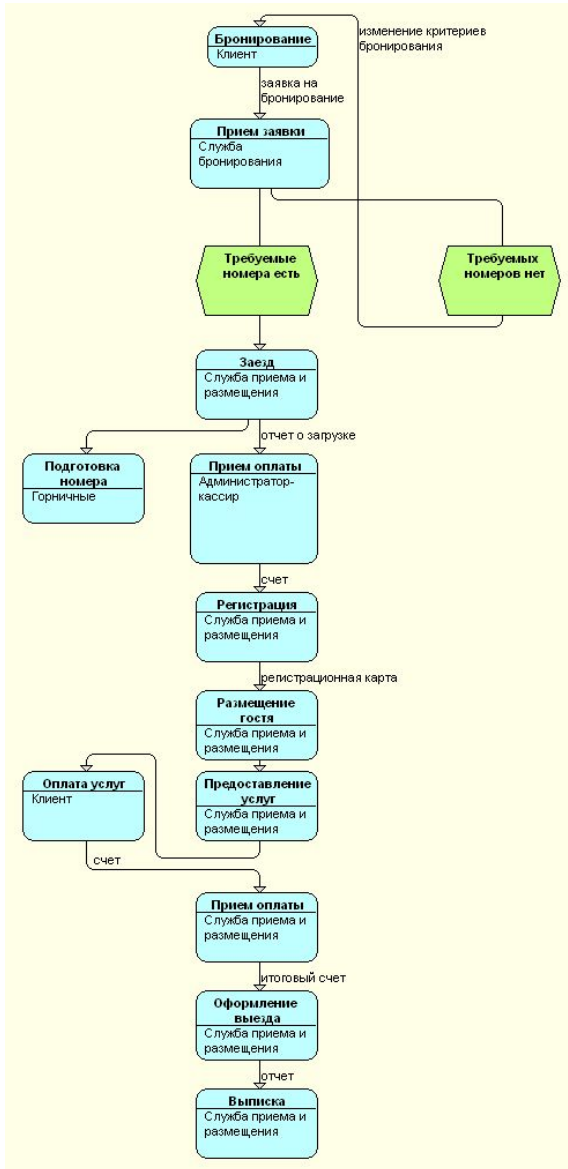 Бронирование
Клиент
изменение критериев
бронирования
заявка на
бронирование
Прием заявки
Служба
бронирования
Требуемые
номера есть
Требуемых
номеров нет
Заезд
Служба приема и
размещения
отчет о загрузке
Подготовка
номера
Горничные
Прием оплаты
Администратор-
кассир
счет
Регистрация
Служба приема и
размещения
регистрационная карта
Размещение
гостя
Служба приема и
размещения
Оплата услуг
Клиент
Предоставление
услуг
Служба приема и
размещения
счет
Прием оплаты
Служба приема и
размещения
итоговый счет
Оформление
выезда
Служба приема и
размещения
отчет
Выписка
Служба приема и
размещения